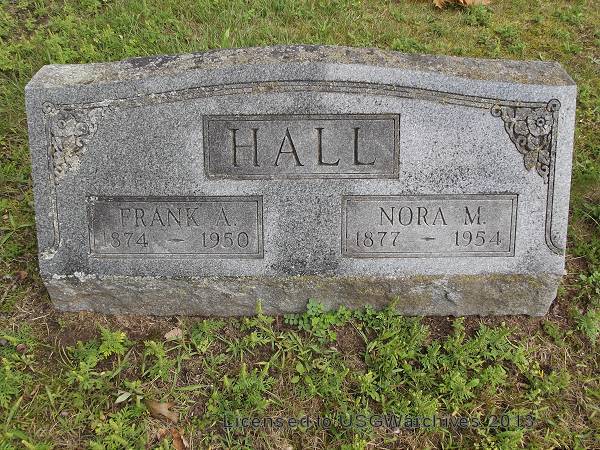 HALL
FRANK A.
1874 - 1950
NORA M.
1877 - 1954
Licensed to USGWarchives 2013